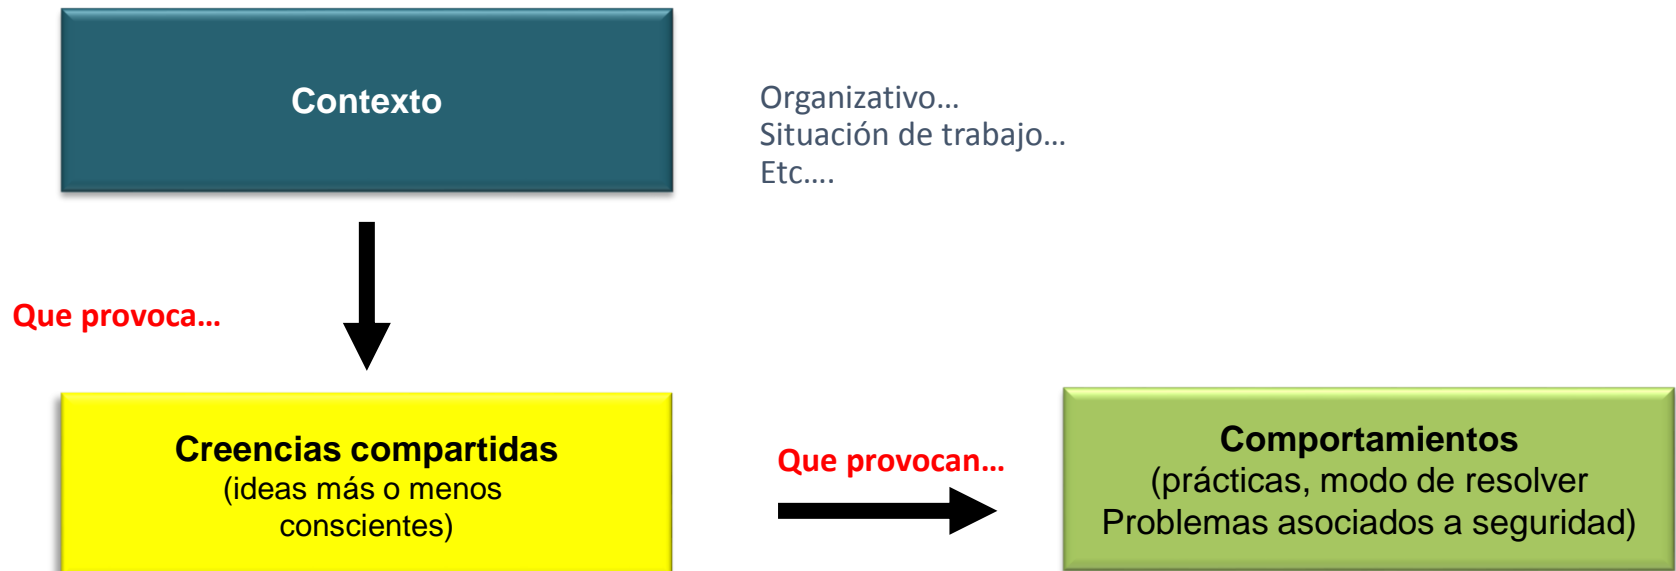 Contexto
Organizativo…
Situación de trabajo…
Etc….
Que provoca…
Creencias compartidas
(ideas más o menos
conscientes)
Que provocan…
Comportamientos
(prácticas, modo de resolver
Problemas asociados a seguridad)